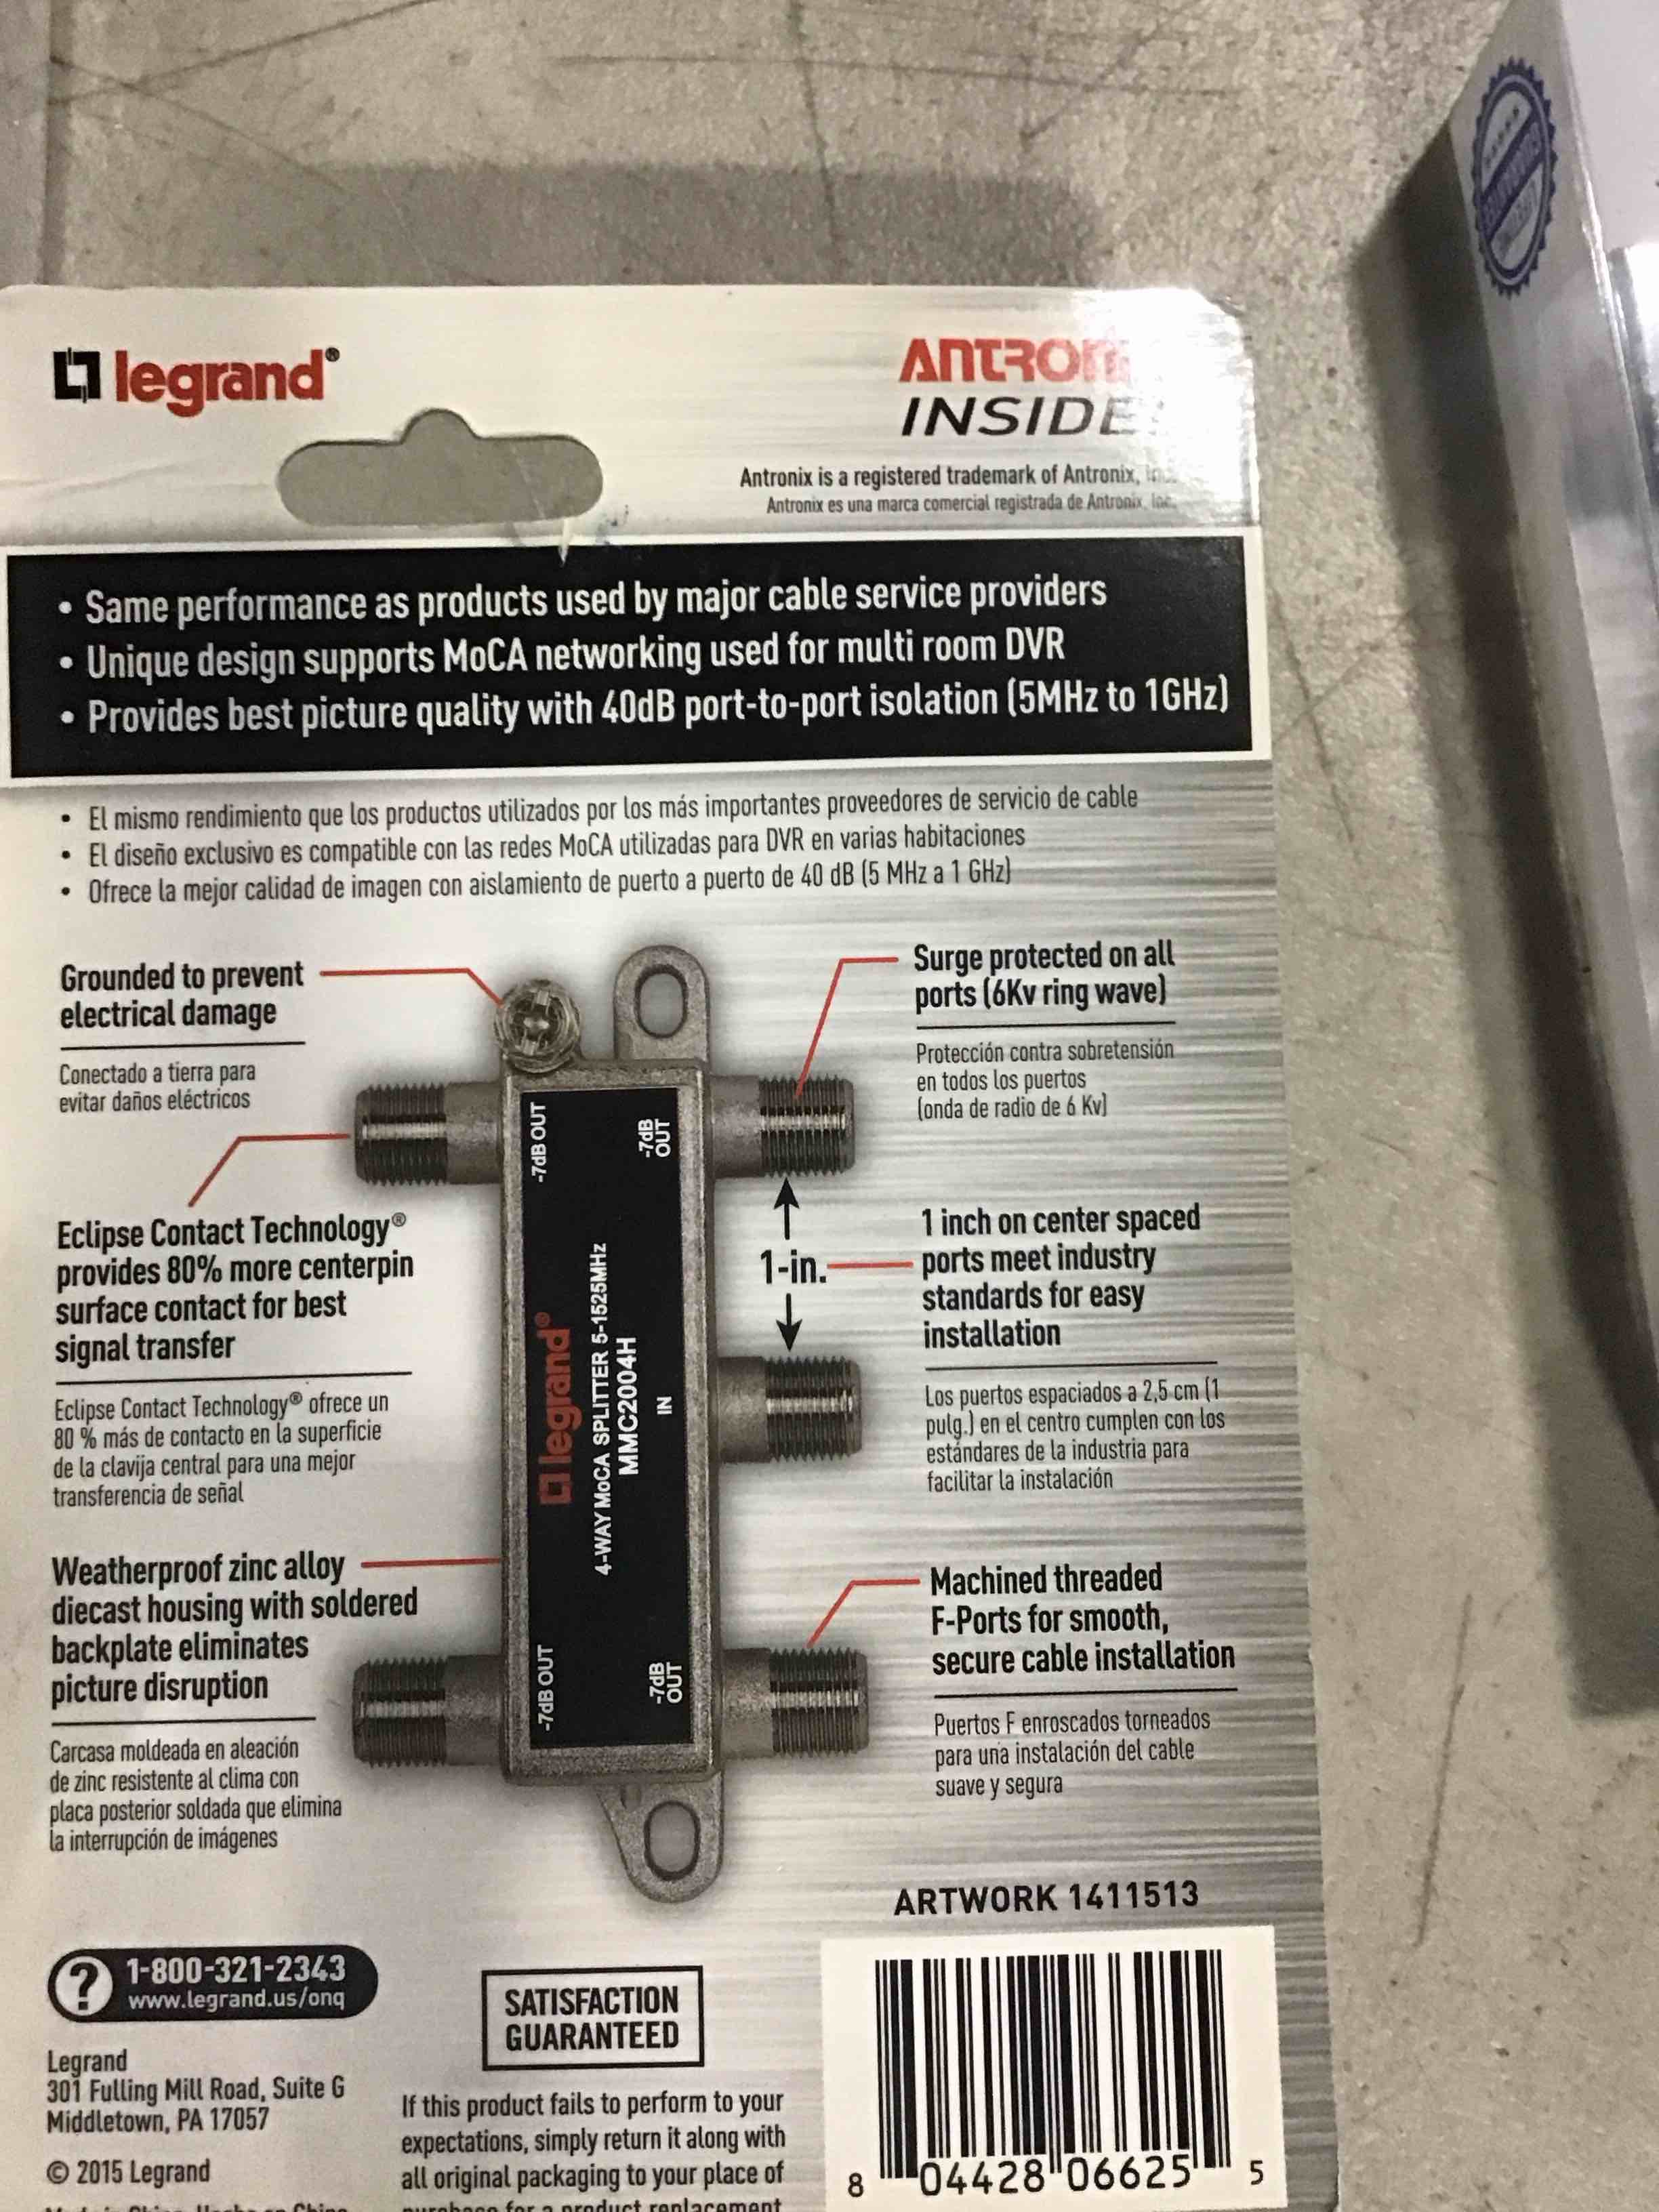 legrand®
INSIDE
Antronix is a registered trademark of Antronix,
Antronix es una marca comercial registrada de Antronix, Inc.
• Same performance as products used by major cable service providers
• Unique design supports MoCA networking used for multi room DVR
• Provides best picture quality with 40dB port-to-port isolation (5MHz to 1GHz)
• El mismo rendimiento que los productos utilizados por los más importantes proveedores de servicio de cable
• El diseño exclusivo es compatible con las redes MoCA utilizadas para DVR en varias habitaciones
• Ofrece la mejor calidad de imagen con aislamiento de puerto a puerto de 40 dB (5 MHz a 1 GHz)
Grounded to prevent
electrical damage
Conectado a tierra para
evitar daños eléctricos
Eclipse Contact Technology®
provides 80% more centerpin
surface contact for best
signal transfer
Eclipse Contact Technology® ofrece un
80 % más de contacto en la superficie
de la clavija central para una mejor
transferencia de señal
Weatherproof zinc alloy
diecast housing with soldered
backplate eliminates
picture disruption
Carcasa moldeada en aleación
de zinc resistente al clima con
placa posterior soldada que elimina
la interrupción de imágenes
-7dB OUT
-7dB
OUT
legrand®
4-WAY MoCA SPLITTER 5-1525MHz
MMC2004H
IN
-7dB OUT
-7dB
OUT
Surge protected on all
ports (6Kv ring wave)
Protección contra sobretensión
en todos los puertos
(onda de radio de 6 Kv)
1-in.
1 inch on center spaced
ports meet industry
standards for easy
installation
Los puertos espaciados a 2,5 cm (1
pulg.) en el centro cumplen con los
estándares de la industria para
facilitar la instalación
Machined threaded
F-Ports for smooth,
secure cable installation
Puertos F enroscados torneados
para una instalación del cable
suave y segura
ARTWORK 1411513
? 1-800-321-2343
www.legrand.us/onq
Legrand
301 Fulling Mill Road, Suite G
Middletown, PA 17057
© 2015 Legrand
SATISFACTION
GUARANTEED
If this product fails to perform to your
expectations, simply return it along with
all original packaging to your place of
purchase for a product replacement
8 04428 06625 5